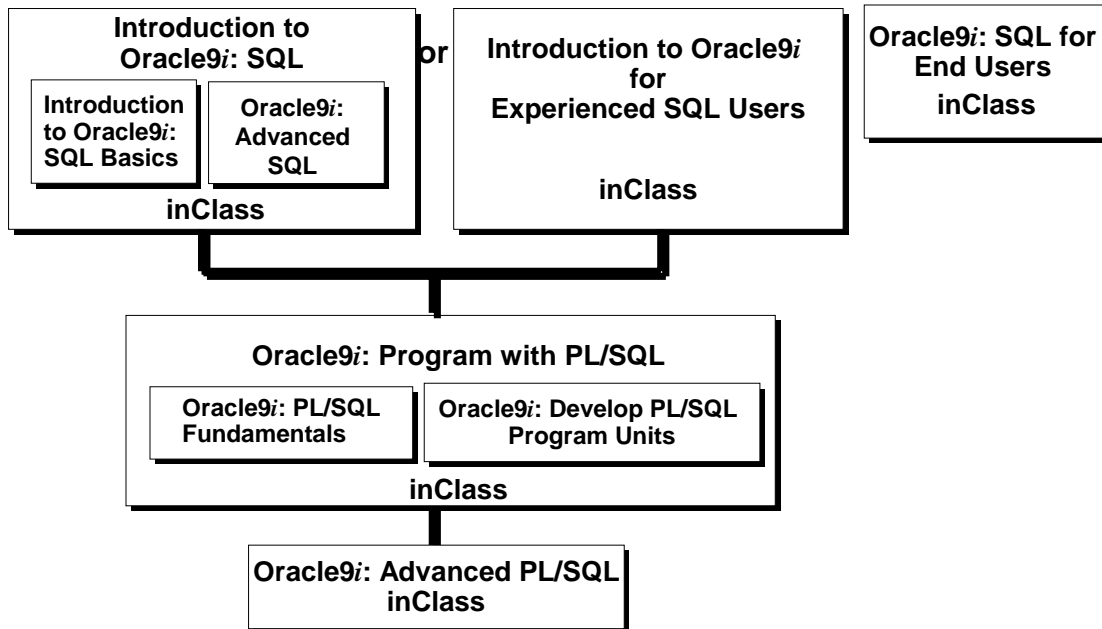 Introduction to
Oracle9i: SQL
Introduction
to Oracle9i:
SQL Basics
Oracle9i:
Advanced
SQL
inClass
for
Introduction to Oracle9i
for
Experienced SQL Users
inClass
Oracle9i: SQL for
End Users
inClass
Oracle9i: Program with PL/SQL
Oracle9i: PL/SQL
Fundamentals
Oracle9i: Develop PL/SQL
Program Units
inClass
Oracle9i: Advanced PL/SQL
inClass